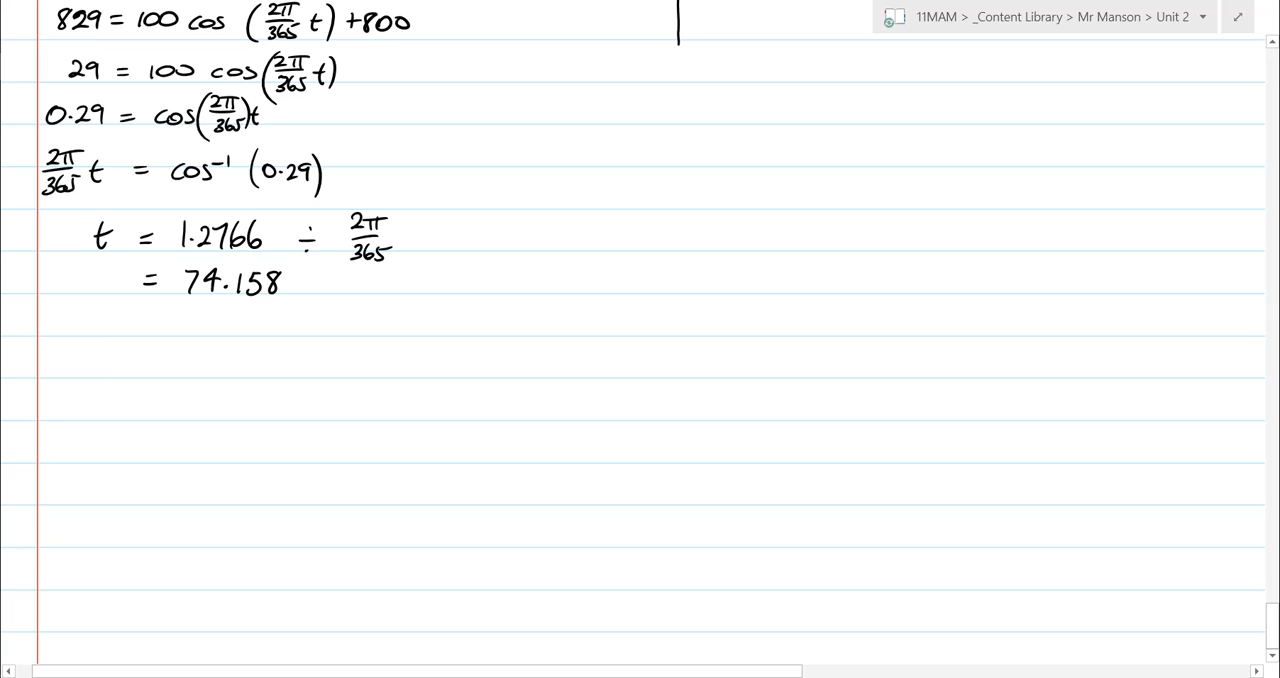 829 = 100 cos (2π/365 t) +800
11MAM > _Content Library > Mr Manson > Unit 2
29 = 100 cos(2π/365 t)
0.29 = cos(2π/365)t
2π/365 t = cos⁻¹ (0.29)
t = 1.2766 ÷ 2π/365
= 74.158